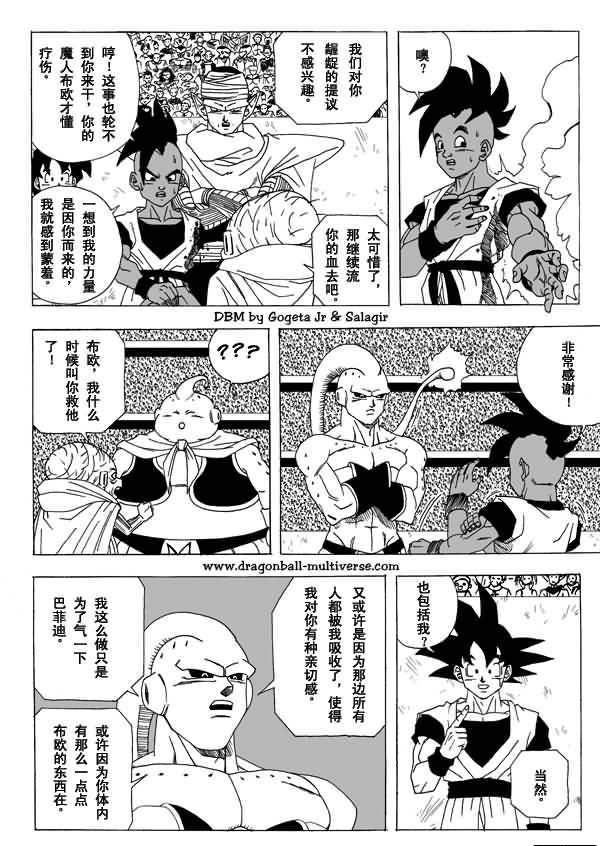 哼！这事也轮不
到你来干，你的
魔人布欧才懂
疗伤。
一想到我的力量
是因你而来的，
我就感到蒙羞。
我们对你
龌龊的提议
不感兴趣。
太可惜了，
那继续流
你的血去吧。
噢？
DBM by Gogeta Jr & Salagir
布欧，我什么
时候叫你救他
了！
???
非常感谢！
www.dragonball-multiverse.com
我这么做只是
为了气一下
巴菲迪。
或许因为你体内
有那么一点点
布欧的东西在。
又或许是因为那边所有
人都被我吸收了，使得
我对你有种亲切感。
也包括我？
当然。